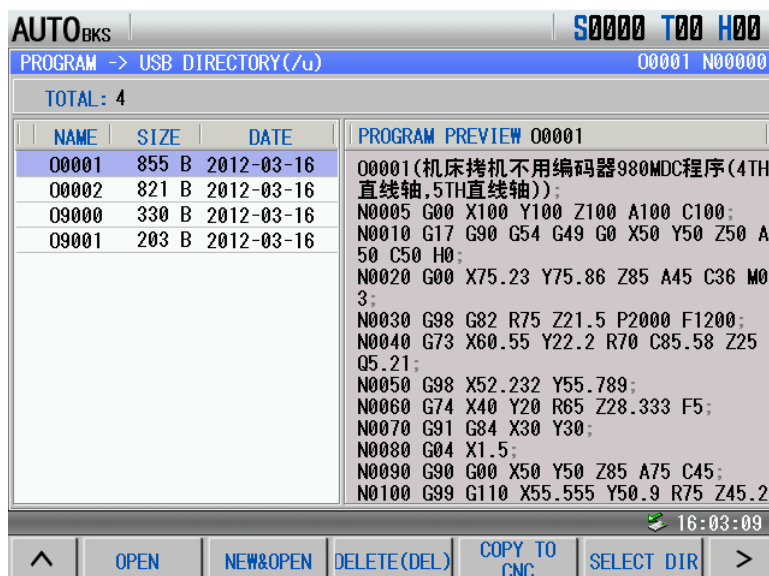 AUTO BKS S0000 T00 H00
PROGRAM -> USB DIRECTORY(/u) O0001 N00000
TOTAL: 4
NAME SIZE DATE
O0001 855 B 2012-03-16
O0002 821 B 2012-03-16
O9000 330 B 2012-03-16
O9001 203 B 2012-03-16
PROGRAM PREVIEW O0001
O0001(机床拷机不用编码器980MDC程序(4TH
直线轴,5TH直线轴));
N0005 G00 X100 Y100 Z100 A100 C100;
N0010 G17 G90 G54 G49 G0 X50 Y50 Z50 A
50 C50 H0;
N0020 G00 X75.23 Y75.86 Z85 A45 C36 M0
3;
N0030 G98 G82 R75 Z21.5 P2000 F1200;
N0040 G73 X60.55 Y22.2 R70 C85.58 Z25
Q5.21;
N0050 G98 X52.232 Y55.789;
N0060 G74 X40 Y20 R65 Z28.333 F5;
N0070 G91 G84 X30 Y30;
N0080 G04 X1.5;
N0090 G90 G00 X50 Y50 Z85 A75 C45;
N0100 G99 G110 X55.555 Y50.9 R75 Z45.2
16:03:09
OPEN NEW&OPEN DELETE(DEL) COPY TO CNC SELECT DIR >